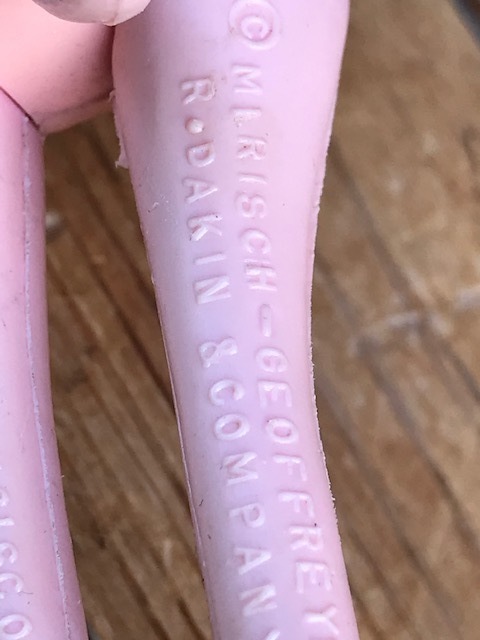 © MIRISCH-GEOFFREY
R. DAKIN & COMPANY